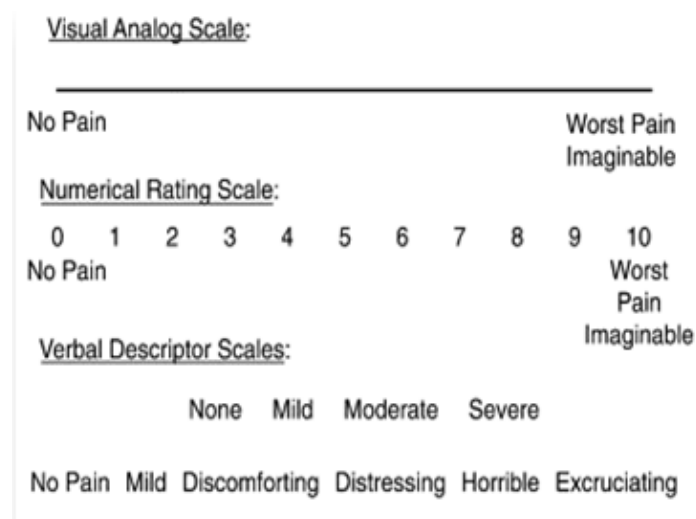 Visual Analog Scale:
No Pain
Worst Pain
Imaginable
Numerical Rating Scale:
0 1 2 3 4 5 6 7 8 9 10
No Pain
Worst
Pain
Imaginable
Verbal Descriptor Scales:
None Mild Moderate Severe
No Pain Mild Discomforting Distressing Horrible Excruciating